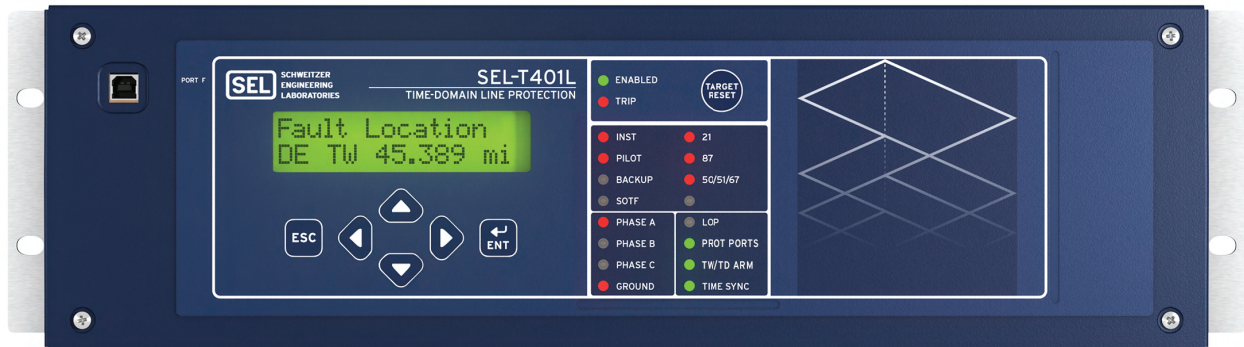 PORT F
SEL
SCHWEITZER
ENGINEERING
LABORATORIES
SEL-T401L
TIME-DOMAIN LINE PROTECTION
Fault Location
DE TW 45.389 mi
ESC
ENT
ENABLED
TRIP
TARGET
RESET
INST
PILOT
BACKUP
SOTF
21
87
50/51/67
PHASE A
PHASE B
PHASE C
GROUND
LOP
PROT PORTS
TW/TD ARM
TIME SYNC